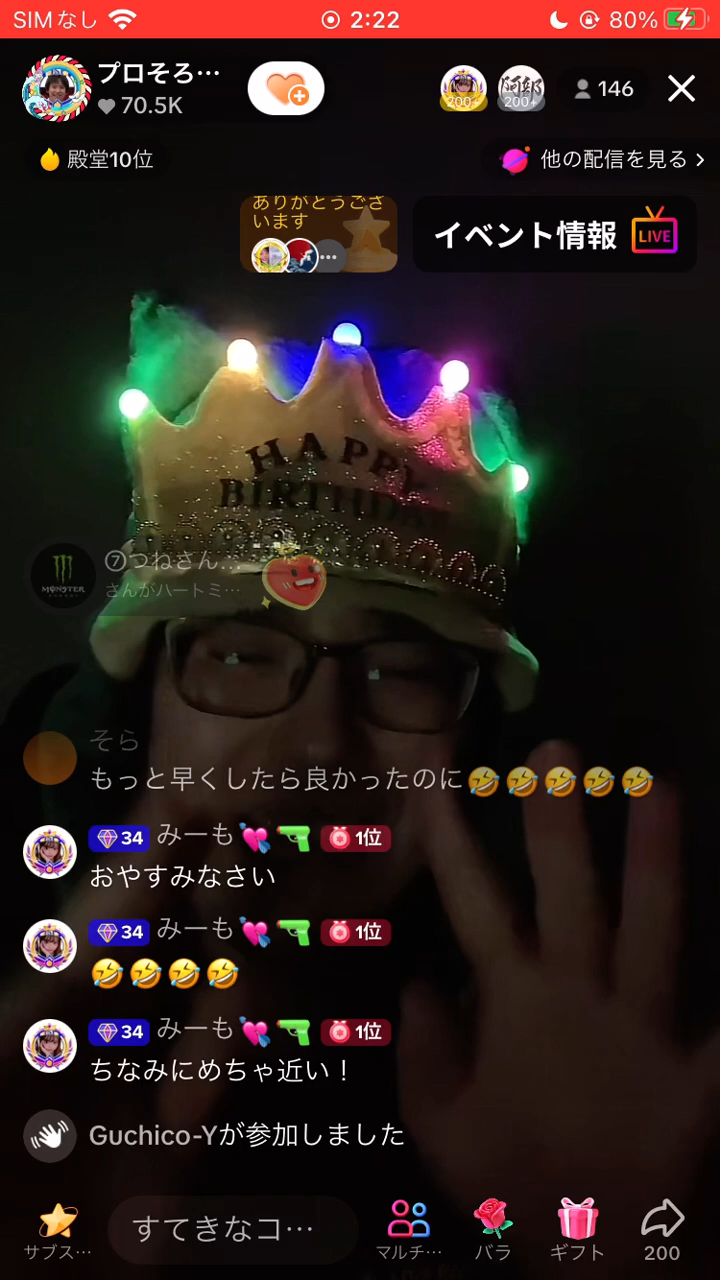 SIMなし
2:22
80%
プロそろ…
70.5K
200+
200+
146
殿堂10位
他の配信を見る
ありがとうござ
います
イベント情報
LIVE
HAPPY
BIRTHDAY
⑦つねさん…
さんがハートミ…
MONSTER
そら
もっと早くしたら良かったのに🤣🤣🤣🤣🤣
34 みーも💘🔫 1位
おやすみなさい
34 みーも💘🔫 1位
🤣🤣🤣🤣
34 みーも💘🔫 1位
ちなみにめちゃ近い！
Guchico-Yが参加しました
サブス…
すてきなコ…
マルチ…
バラ
ギフト
200